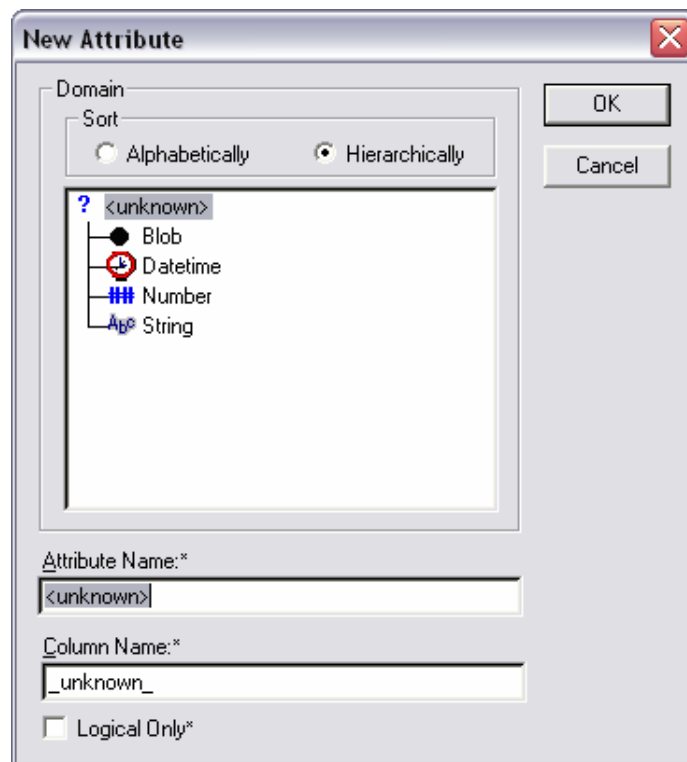 New Attribute
Domain
Sort
Alphabetically
Hierarchically
OK
Cancel
? <unknown>
Blob
Datetime
## Number
Abc String
Attribute Name:*
<unknown>
Column Name:*
_unknown_
Logical Only*